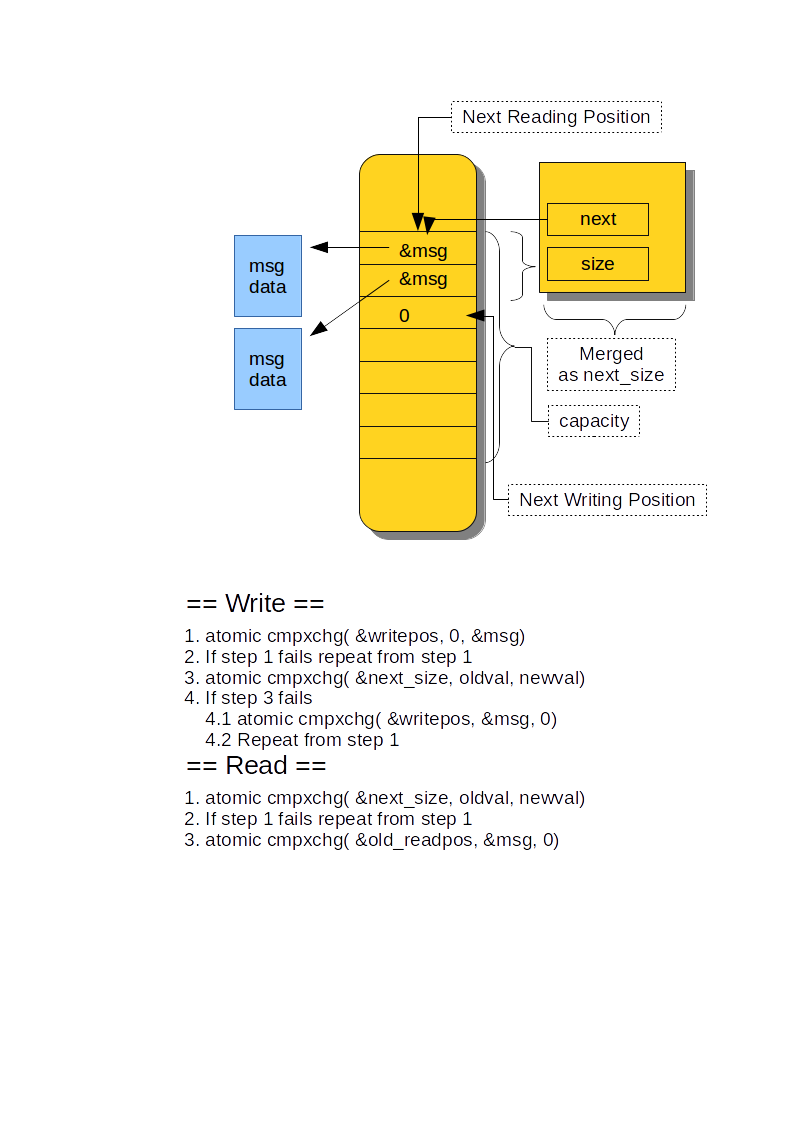 Next Reading Position
next
&msg
size
msg
data
&msg
0
msg
data
Merged
as next_size
capacity
Next Writing Position
== Write ==
1. atomic cmpxchg( &writepos, 0, &msg)
2. If step 1 fails repeat from step 1
3. atomic cmpxchg( &next_size, oldval, newval)
4. If step 3 fails
4.1 atomic cmpxchg( &writepos, &msg, 0)
4.2 Repeat from step 1
== Read ==
1. atomic cmpxchg( &next_size, oldval, newval)
2. If step 1 fails repeat from step 1
3. atomic cmpxchg( &old_readpos, &msg, 0)